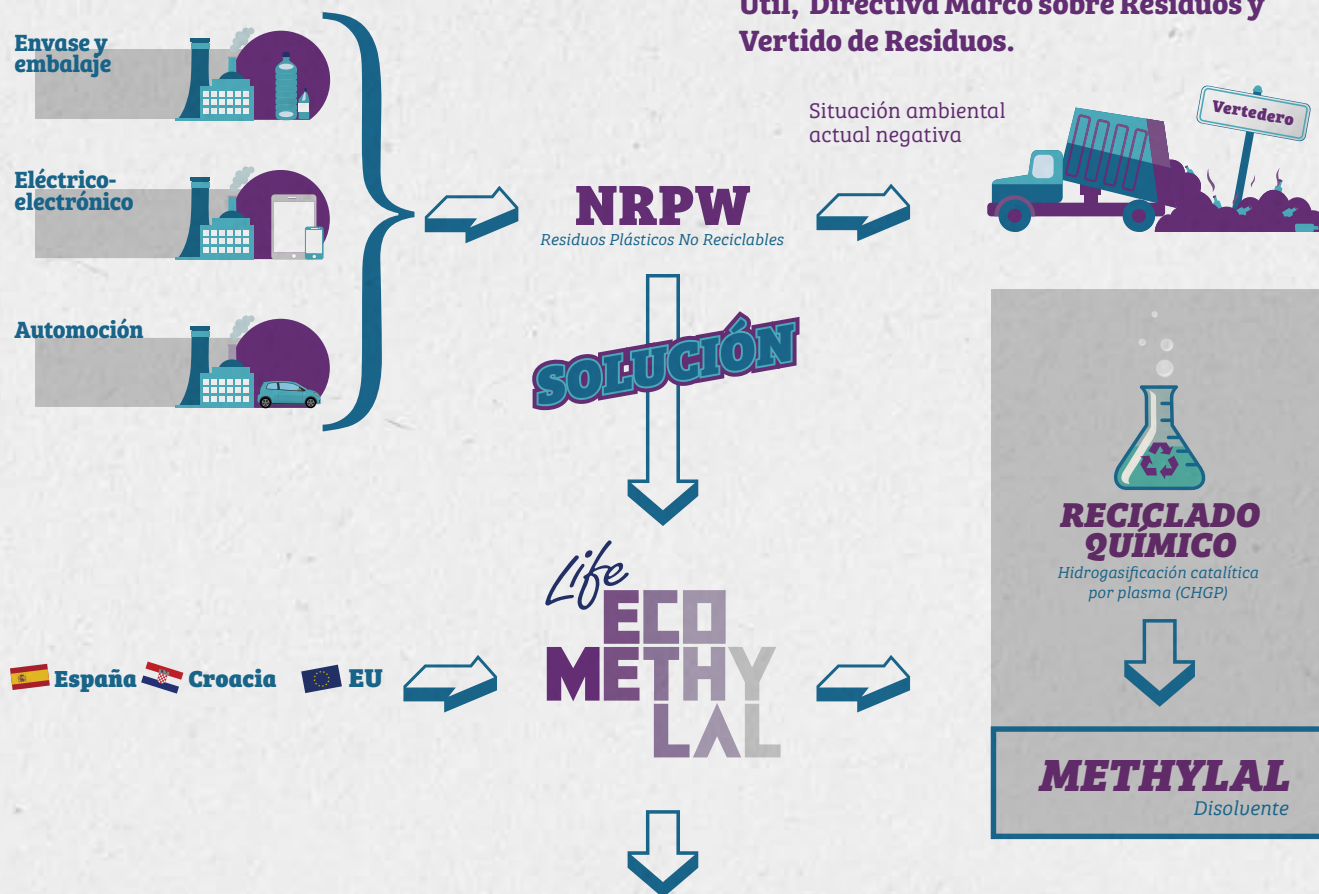 Útil, Directiva Marco sobre Residuos y
Vertido de Residuos.
Envase y
embalaje
Situación ambiental
actual negativa
Vertedero
Eléctrico-
electrónico
NRPW
Residuos Plásticos No Reciclables
Automoción
SOLUCIÓN
RECICLADO
QUÍMICO
Hidrogasificación catalítica
por plasma (CHGP)
Life
ECO
METHY
LAL
España
Croacia
EU
METHYLAL
Disolvente